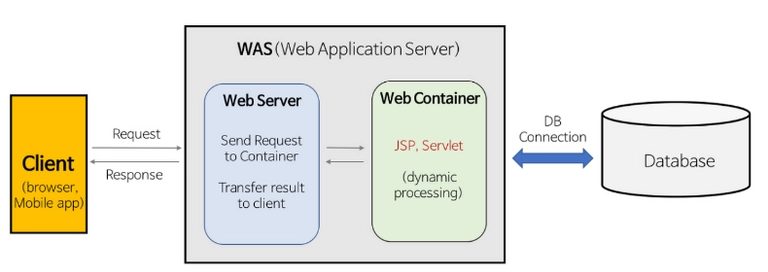 WAS(Web Application Server)
Client
(browser,
Mobile app)
Request
Response
Web Server
Send Request
to Container
Transfer result
to client
Web Container
JSP, Servlet
(dynamic
processing)
DB
Connection
Database